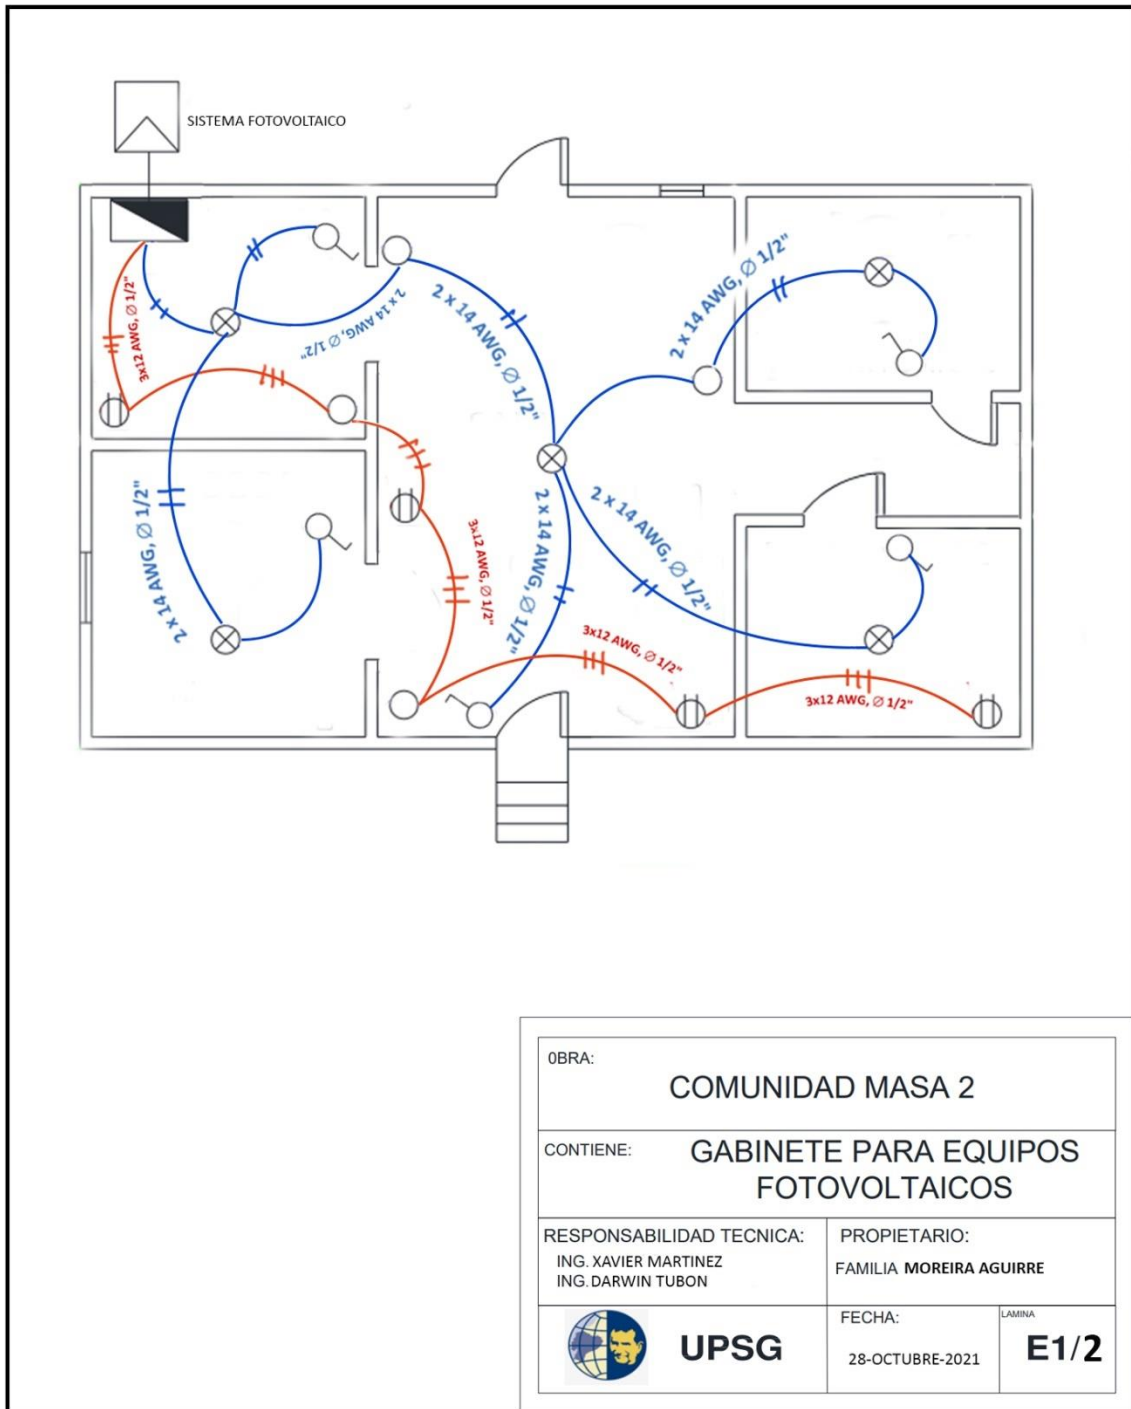 SISTEMA FOTOVOLTAICO
3x12 AWG, Ø 1/2"
2 x 14 AWG, Ø 1/2"
2 x 14 AWG, Ø 1/2"
2 x 14 AWG, Ø 1/2"
2 x 14 AWG, Ø 1/2"
3x12 AWG, Ø 1/2"
2 x 14 AWG, Ø 1/2"
2 x 14 AWG, Ø 1/2"
3x12 AWG, Ø 1/2"
3x12 AWG, Ø 1/2"
0BRA:
COMUNIDAD MASA 2
CONTIENE:
GABINETE PARA EQUIPOS
FOTOVOLTAICOS
RESPONSABILIDAD TECNICA:
ING. XAVIER MARTINEZ
ING. DARWIN TUBON
PROPIETARIO:
FAMILIA MOREIRA AGUIRRE
UPSG
FECHA:
28-OCTUBRE-2021
LAMINA
E1/2